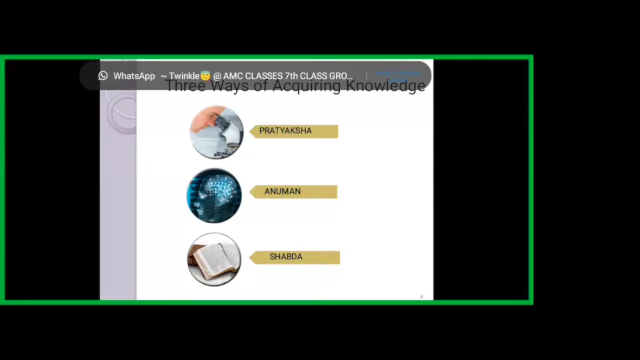 WhatsApp ~ Twinkle😇 @ AMC CLASSES 7th CLASS GRO...
Three Ways of Acquiring Knowledge
PRATYAKSHA
ANUMAN
SHABDA